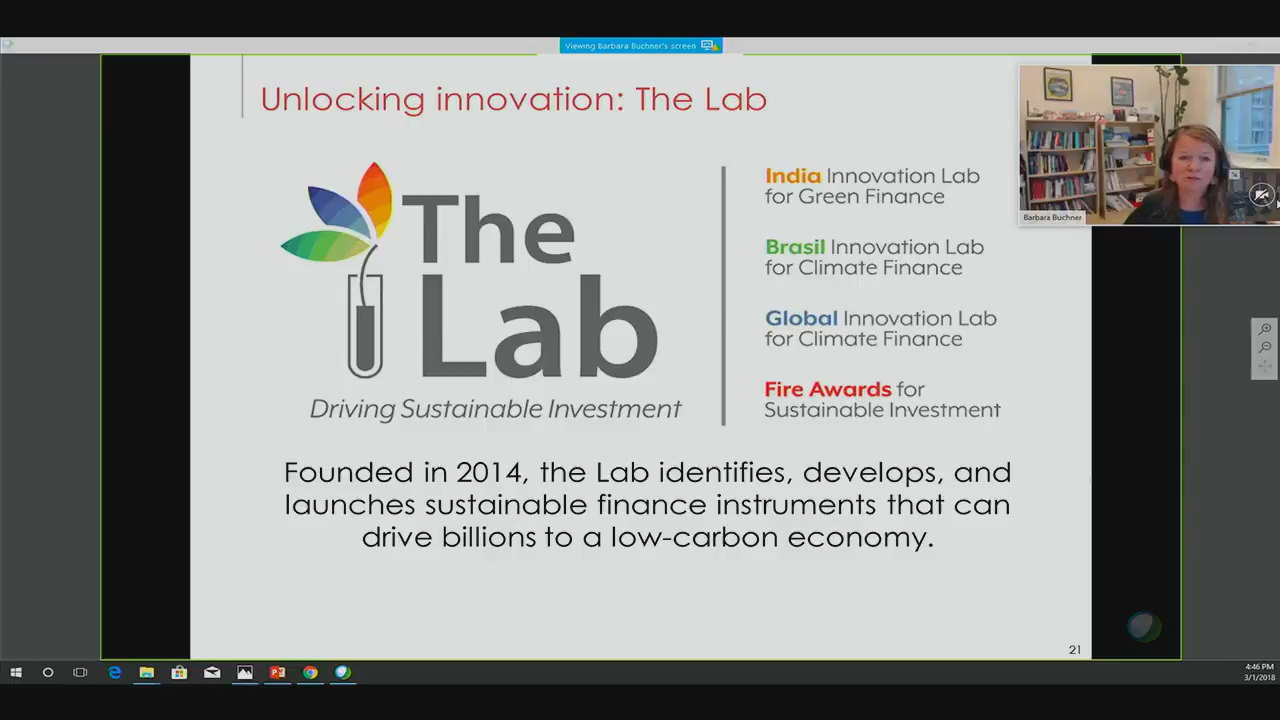 Viewing Barbara Buchner's screen
Unlocking innovation: The Lab
The
Lab
Driving Sustainable Investment
India Innovation Lab
for Green Finance
Brasil Innovation Lab
for Climate Finance
Global Innovation Lab
for Climate Finance
Fire Awards for
Sustainable Investment
Barbara Buchner
Founded in 2014, the Lab identifies, develops, and
launches sustainable finance instruments that can
drive billions to a low-carbon economy.
21
4:46 PM
3/1/2018